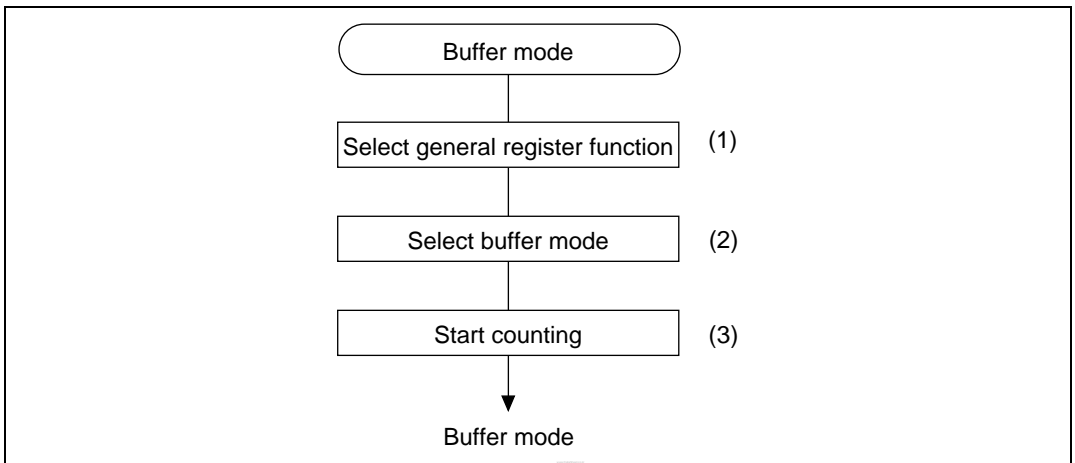 Buffer mode
Select general register function (1)
Select buffer mode (2)
Start counting (3)
Buffer mode